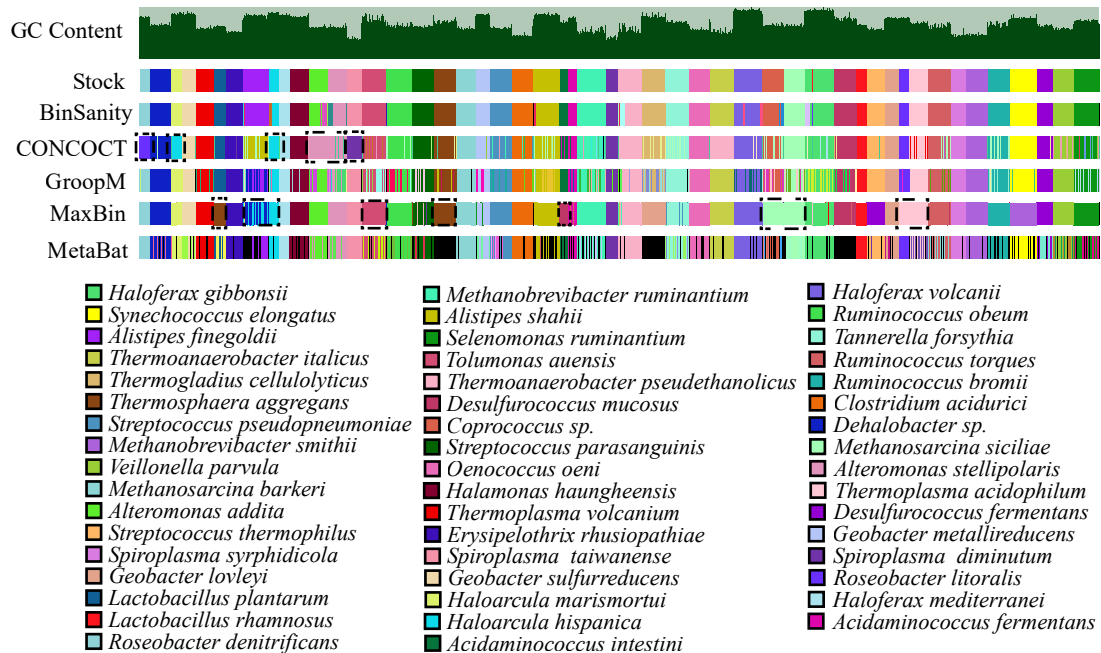 GC Content
Stock
BinSanity
CONCOCT
GroopM
MaxBin
MetaBat
Haloferax gibbonsii
Synechococcus elongatus
Alistipes finegoldii
Thermoanaerobacter italicus
Thermogladius cellulolyticus
Thermosphaera aggregans
Streptococcus pseudopneumoniae
Methanobrevibacter smithii
Veillonella parvula
Methanosarcina barkeri
Alteromonas addita
Streptococcus thermophilus
Spiroplasma syrphidicola
Geobacter lovleyi
Lactobacillus plantarum
Lactobacillus rhamnosus
Roseobacter denitrificans
Methanobrevibacter ruminantium
Alistipes shahii
Selenomonas ruminantium
Tolumonas auensis
Thermoanaerobacter pseudethanolicus
Desulfurococcus mucosus
Coprococcus sp.
Streptococcus parasanguinis
Oenococcus oeni
Halamonas haungheensis
Thermoplasma volcanium
Erysipelothrix rhusiopathiae
Spiroplasma taiwanense
Geobacter sulfurreducens
Haloarcula marismortui
Haloarcula hispanica
Acidaminococcus intestini
Haloferax volcanii
Ruminococcus obeum
Tannerella forsythia
Ruminococcus torques
Ruminococcus bromii
Clostridium acidurici
Dehalobacter sp.
Methanosarcina siciliae
Alteromonas stellipolaris
Thermoplasma acidophilum
Desulfurococcus fermentans
Geobacter metallireducens
Spiroplasma diminutum
Roseobacter litoralis
Haloferax mediterranei
Acidaminococcus fermentans